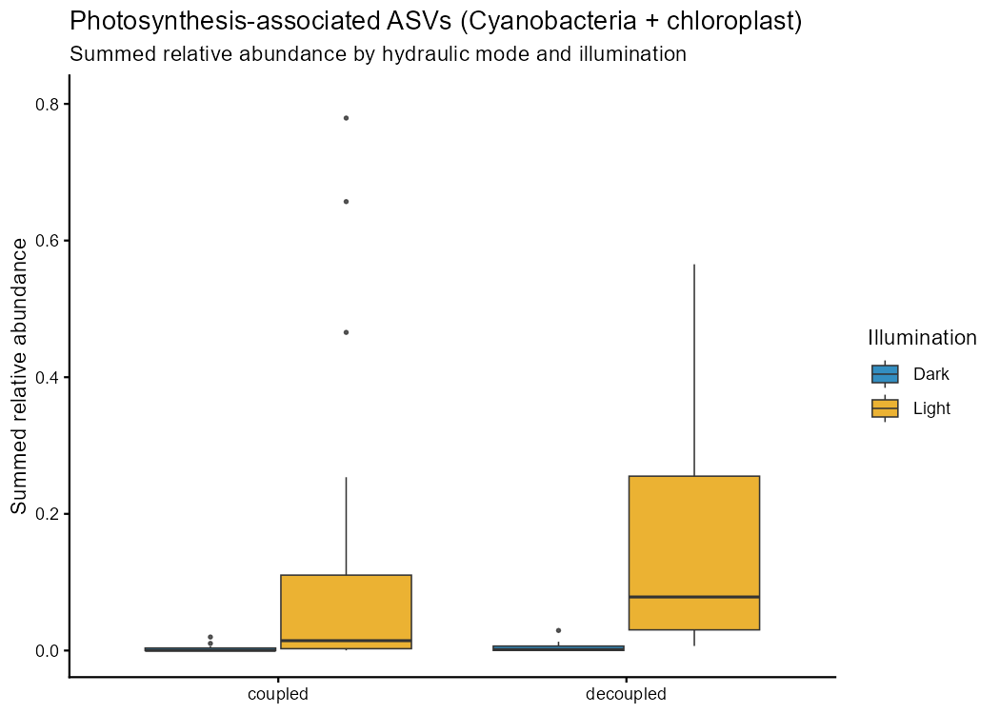 Photosynthesis-associated ASVs (Cyanobacteria + chloroplast)
Summed relative abundance by hydraulic mode and illumination
Summed relative abundance
0.8
0.6
0.4
0.2
0.0
coupled
decoupled
Illumination
Dark
Light